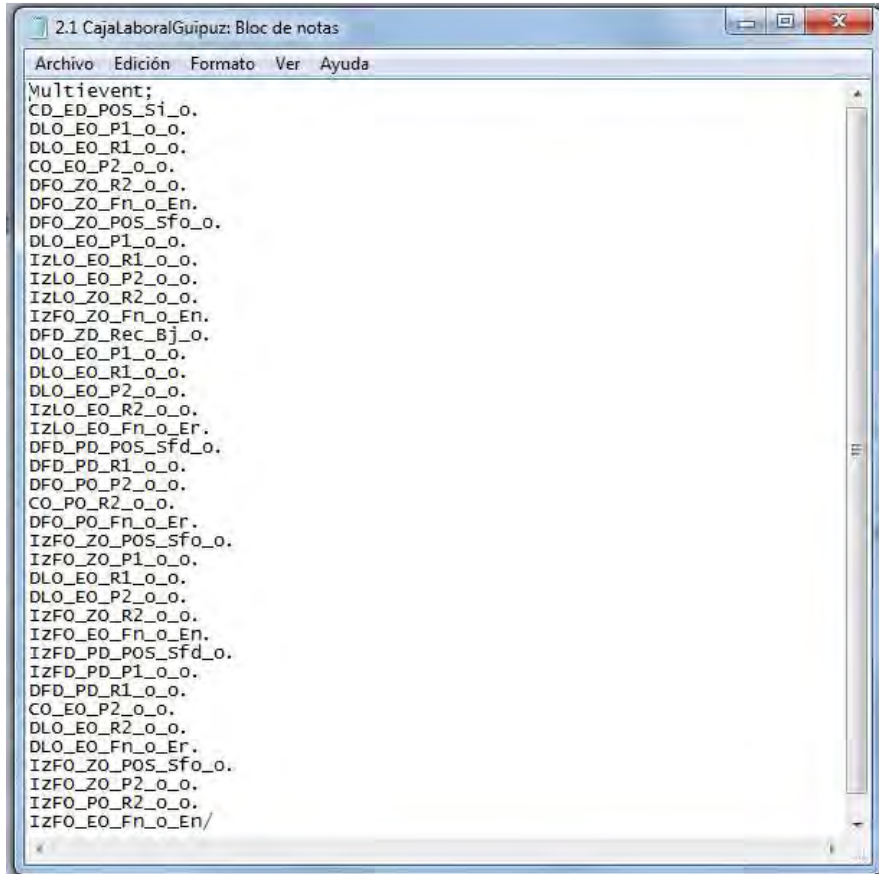 2.1 CajaLaboralGuipuz: Bloc de notas
Archivo Edición Formato Ver Ayuda
Multievent;
CD_ED_POS_Si_o.
DLO_EO_P1_o_o.
DLO_EO_R1_o_o.
CO_EO_P2_o_o.
DFO_ZO_R2_o_o.
DFO_ZO_Fn_o_En.
DFO_ZO_POS_Sfo_o.
DLO_EO_P1_o_o.
IzLO_EO_R1_o_o.
IzLO_EO_P2_o_o.
IzLO_ZO_R2_o_o.
IzFO_ZO_Fn_o_En.
DFD_ZD_Rec_Bj_o.
DLO_EO_P1_o_o.
DLO_EO_R1_o_o.
DLO_EO_P2_o_o.
IzLO_EO_R2_o_o.
IzLO_EO_Fn_o_Er.
DFD_PD_POS_Sfd_o.
DFD_PD_R1_o_o.
DFO_PO_P2_o_o.
CO_PO_R2_o_o.
DFO_PO_Fn_o_Er.
IzFO_ZO_POS_Sfo_o.
IzFO_ZO_P1_o_o.
DLO_EO_R1_o_o.
DLO_EO_P2_o_o.
IzFO_ZO_R2_o_o.
IzFO_EO_Fn_o_En.
IzFD_PD_POS_Sfd_o.
IzFD_PD_P1_o_o.
DFD_PD_R1_o_o.
CO_EO_P2_o_o.
DLO_EO_R2_o_o.
DLO_EO_Fn_o_Er.
IzFO_ZO_POS_Sfo_o.
IzFO_ZO_P2_o_o.
IzFO_PO_R2_o_o.
IzFO_EO_Fn_o_En/